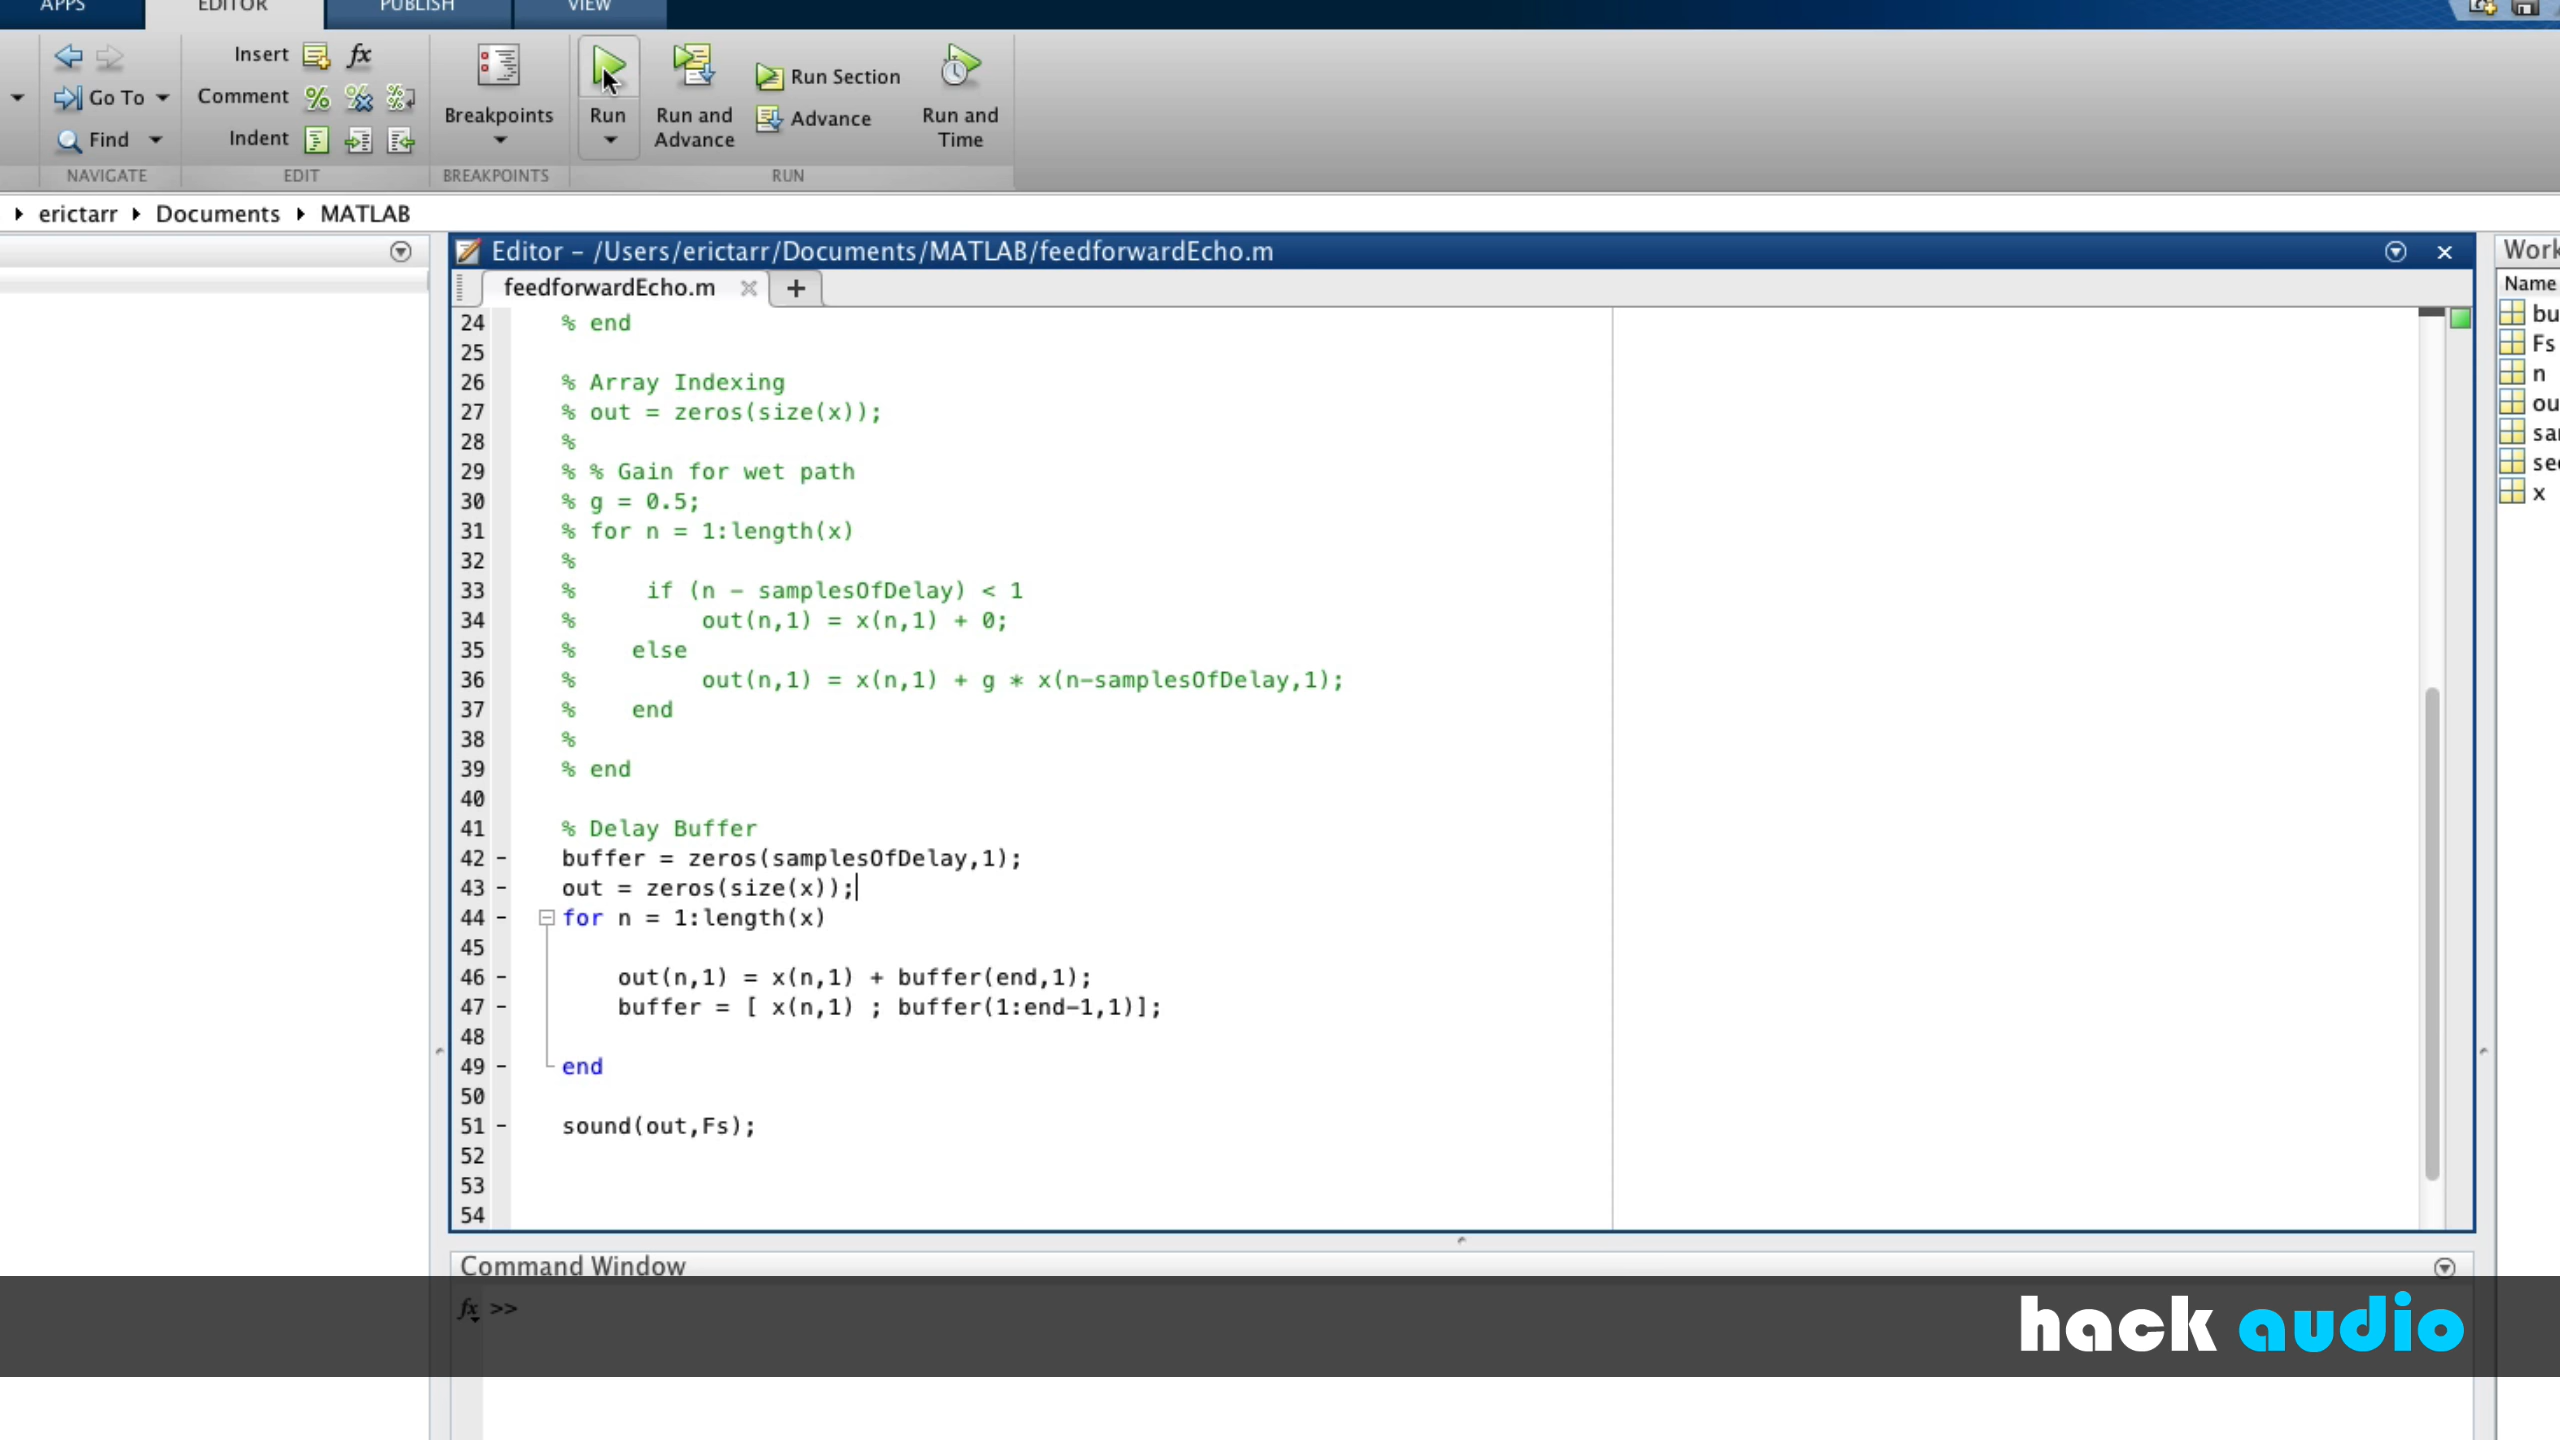 APPS EDITOR PUBLISH VIEW
Insert fx
Go To Comment Breakpoints Run Run and Advance Run Section Advance Run and Time
Find Indent
NAVIGATE EDIT BREAKPOINTS RUN
erictarr Documents MATLAB
Editor – /Users/erictarr/Documents/MATLAB/feedforwardEcho.m
feedforwardEcho.m +
24 % end
25
26 % Array Indexing
27 % out = zeros(size(x));
28 %
29 % % Gain for wet path
30 % g = 0.5;
31 % for n = 1:length(x)
32 %
33 % if (n - samplesOfDelay) < 1
34 % out(n,1) = x(n,1) + 0;
35 % else
36 % out(n,1) = x(n,1) + g * x(n-samplesOfDelay,1);
37 % end
38 %
39 % end
40
41 % Delay Buffer
42 - buffer = zeros(samplesOfDelay,1);
43 - out = zeros(size(x));
44 - for n = 1:length(x)
45
46 - out(n,1) = x(n,1) + buffer(end,1);
47 - buffer = [ x(n,1) ; buffer(1:end-1,1)];
48
49 - end
50
51 - sound(out,Fs);
52
53
54
Work
Name
bu
Fs
n
ou
sa
se
x
Command Window
fx >>
hack audio